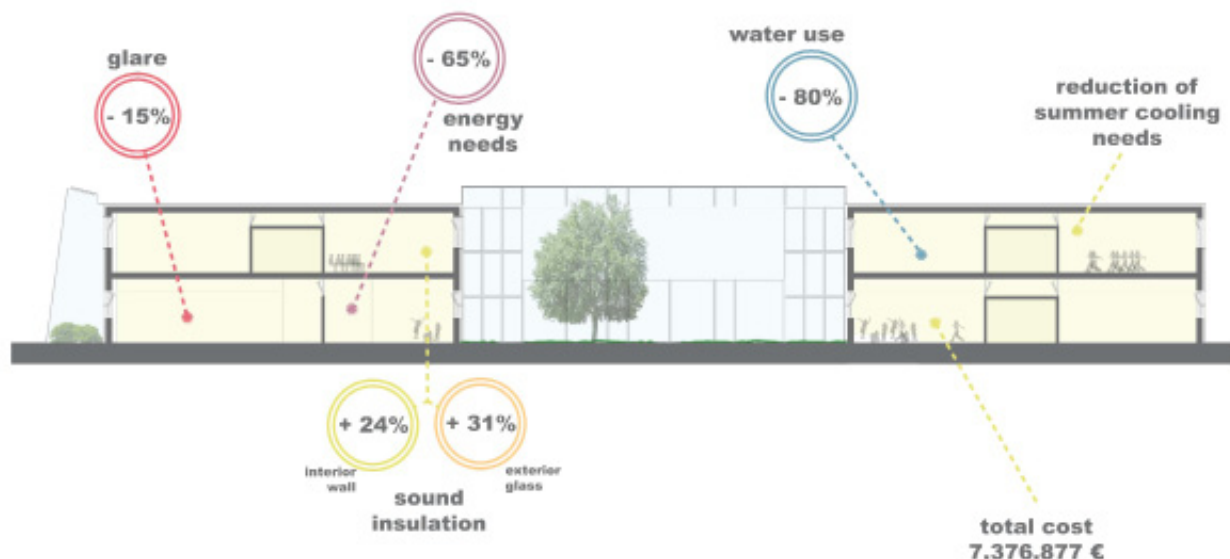 glare
- 15%
- 65%
energy
needs
water use
- 80%
reduction of
summer cooling
needs
+ 24%
interior
wall
+ 31%
exterior
glass
sound
insulation
total cost
7.376.877 €